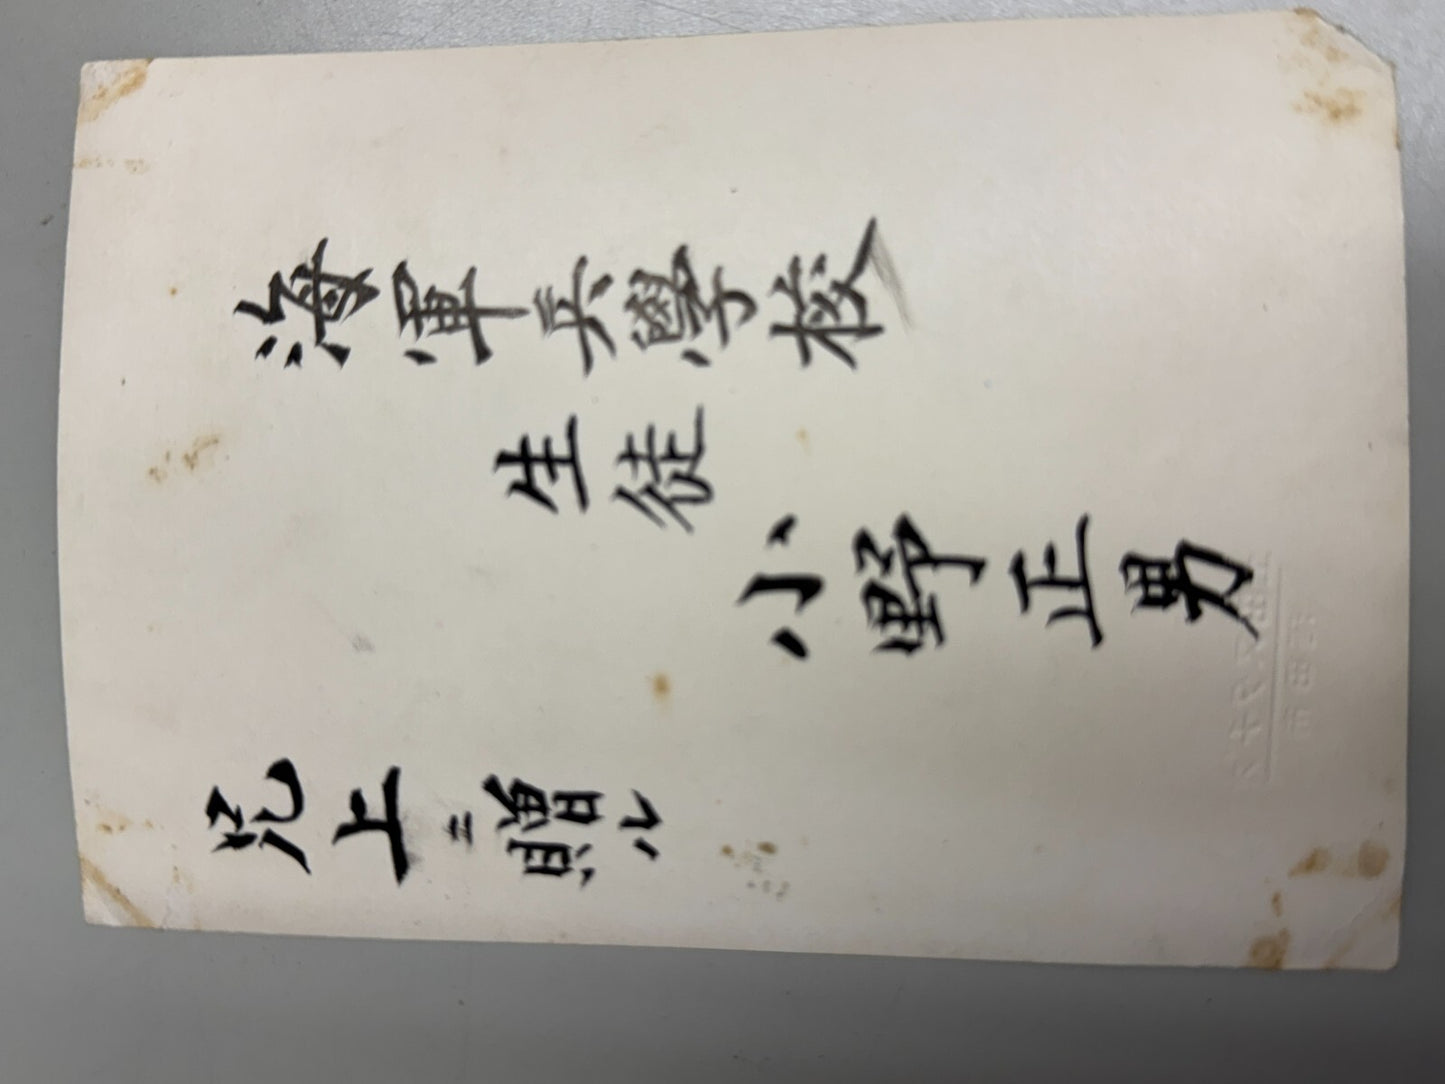 海軍兵學校
生徒
小野正男
兄上ニ贈ル